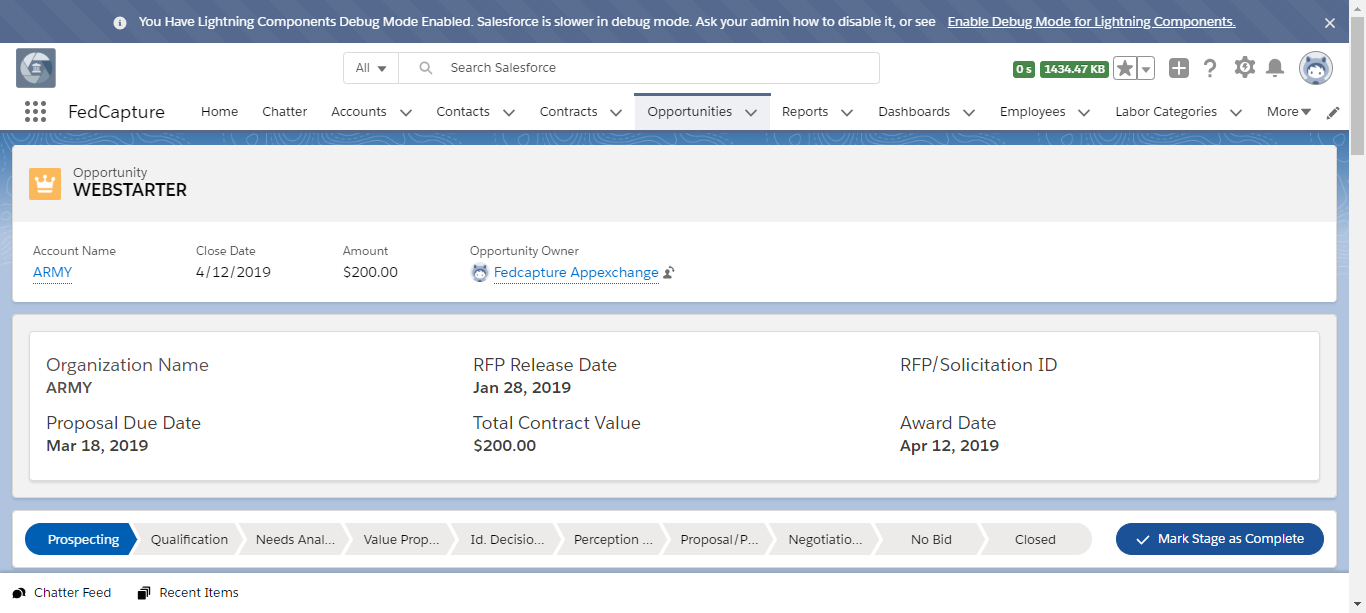 You Have Lightning Components Debug Mode Enabled. Salesforce is slower in debug mode. Ask your admin how to disable it, or see Enable Debug Mode for Lightning Components.
All Search Salesforce 0 s 1434.47 KB
FedCapture Home Chatter Accounts Contacts Contracts Opportunities Reports Dashboards Employees Labor Categories More
Opportunity
WEBSTARTER
Account Name Close Date Amount Opportunity Owner
ARMY 4/12/2019 $200.00 Fedcapture Appexchange
Organization Name RFP Release Date RFP/Solicitation ID
ARMY Jan 28, 2019
Proposal Due Date Total Contract Value Award Date
Mar 18, 2019 $200.00 Apr 12, 2019
Prospecting Qualification Needs Anal... Value Prop... Id. Decisio... Perception ... Proposal/P... Negotiatio... No Bid Closed Mark Stage as Complete
Chatter Feed Recent Items